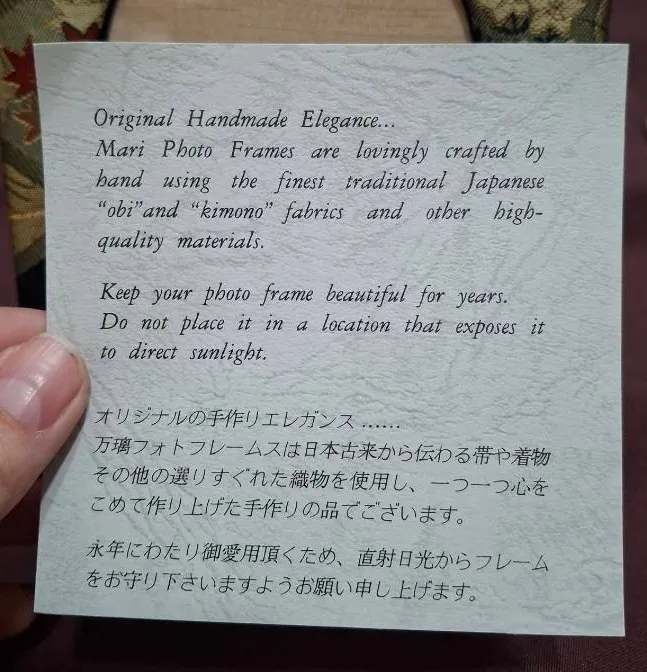 Original Handmade Elegance...
Mari Photo Frames are lovingly crafted by
hand using the finest traditional Japanese
“obi”and “kimono” fabrics and other high-
quality materials.
Keep your photo frame beautiful for years.
Do not place it in a location that exposes it
to direct sunlight.
オリジナルの手作りエレガンス……
万璃フォトフレームスは日本古来から伝わる帯や着物
その他の選りすぐれた織物を使用し、一つ一つ心を
こめて作り上げた手作りの品でございます。
永年にわたり御愛用頂くため、直射日光からフレーム
をお守り下さいますようお願い申し上げます。